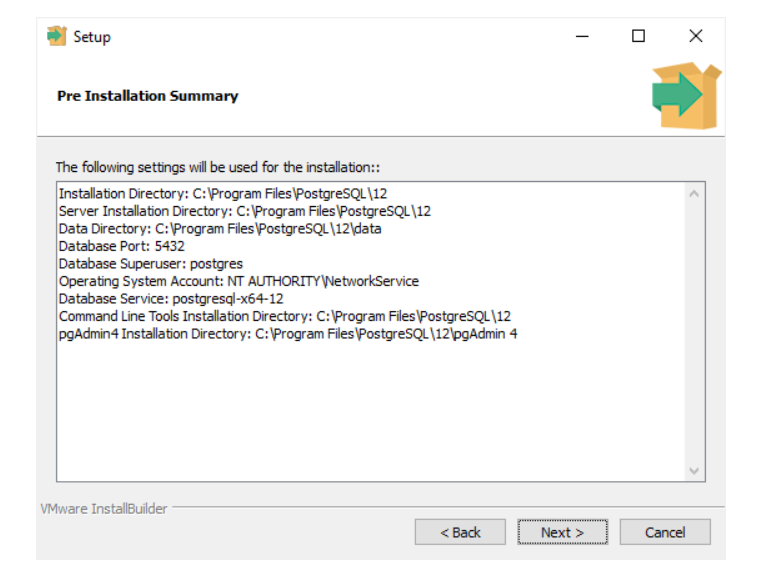 Setup
Pre Installation Summary
The following settings will be used for the installation::
Installation Directory: C:\Program Files\PostgreSQL\12
Server Installation Directory: C:\Program Files\PostgreSQL\12
Data Directory: C:\Program Files\PostgreSQL\12\data
Database Port: 5432
Database Superuser: postgres
Operating System Account: NT AUTHORITY\NetworkService
Database Service: postgresql-x64-12
Command Line Tools Installation Directory: C:\Program Files\PostgreSQL\12
pgAdmin4 Installation Directory: C:\Program Files\PostgreSQL\12\pgAdmin 4
VMware InstallBuilder
< Back Next > Cancel